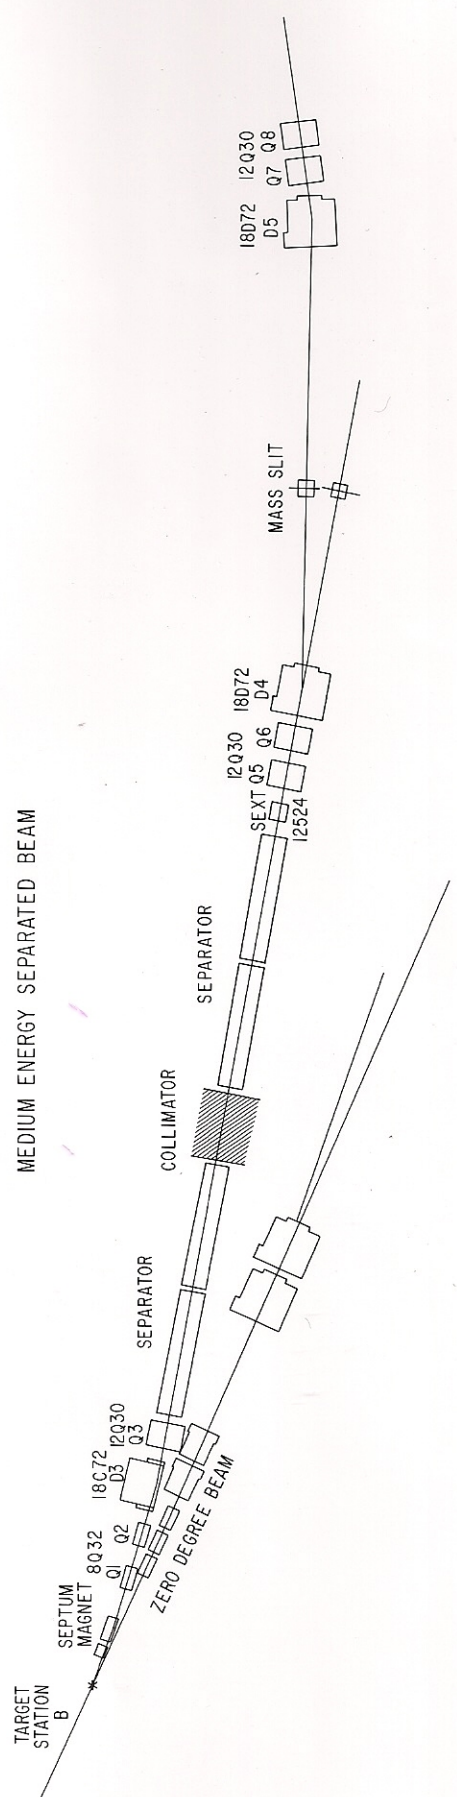 MEDIUM ENERGY SEPARATED BEAM
TARGET
STATION
B
SEPTUM
MAGNET
8Q32
Q1 Q2
18C72
D3
12Q30
Q3
ZERO DEGREE BEAM
SEPARATOR
COLLIMATOR
SEPARATOR
SEXT
12524
12Q30
Q5 Q6
18D72
D4
MASS SLIT
18D72
D5
12Q30
Q7 Q8